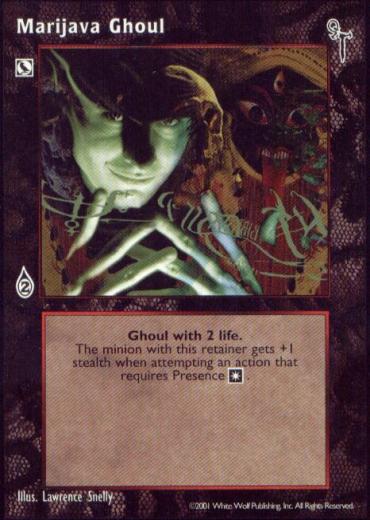 Marijava Ghoul
2
Ghoul with 2 life.
The minion with this retainer gets +1
stealth when attempting an action that
requires Presence .
Illus. Lawrence Snelly
©2001 White Wolf Publishing, Inc. All Rights Reserved.